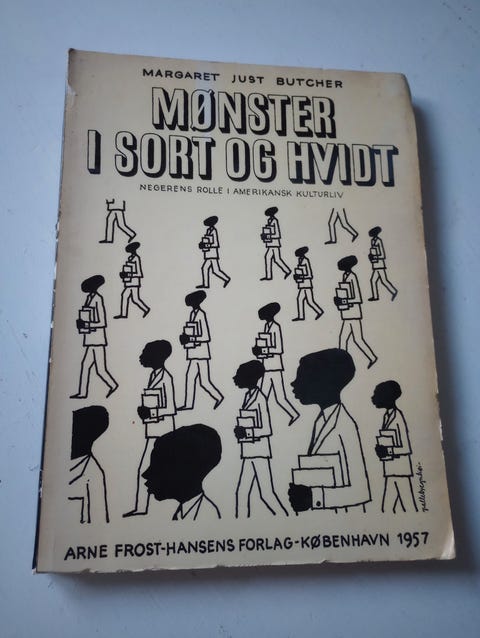 MARGARET JUST BUTCHER
MØNSTER
I SORT OG HVIDT
NEGERENS ROLLE I AMERIKANSK KULTURLIV
ARNE FROST-HANSENS FORLAG-KØBENHAVN 1957